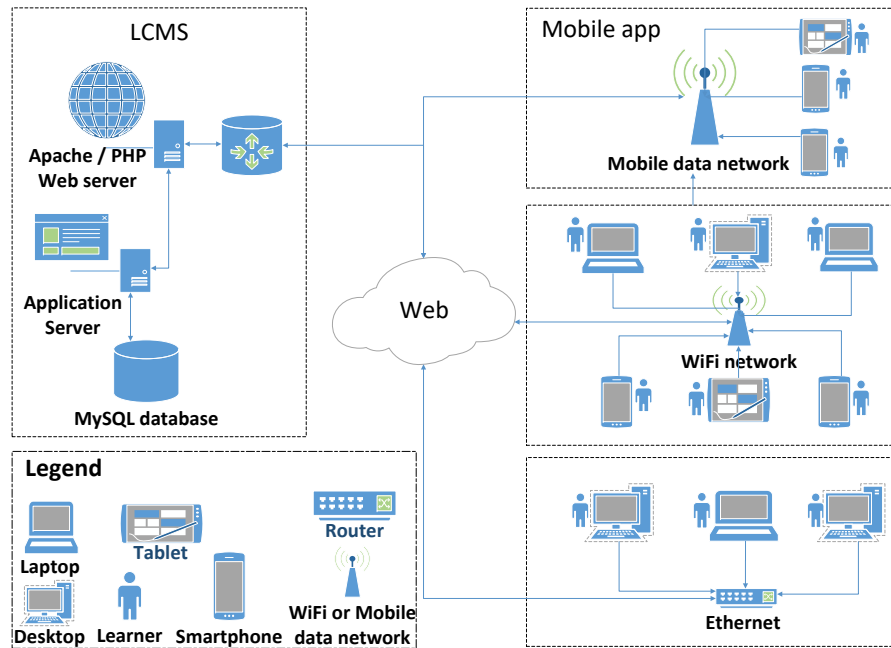 LCMS
Apache / PHP
Web server
Application
Server
MySQL database
Mobile app
Mobile data network
Web
WiFi network
Ethernet
Legend
Laptop
Tablet
Router
Desktop
Learner
Smartphone
WiFi or Mobile
data network